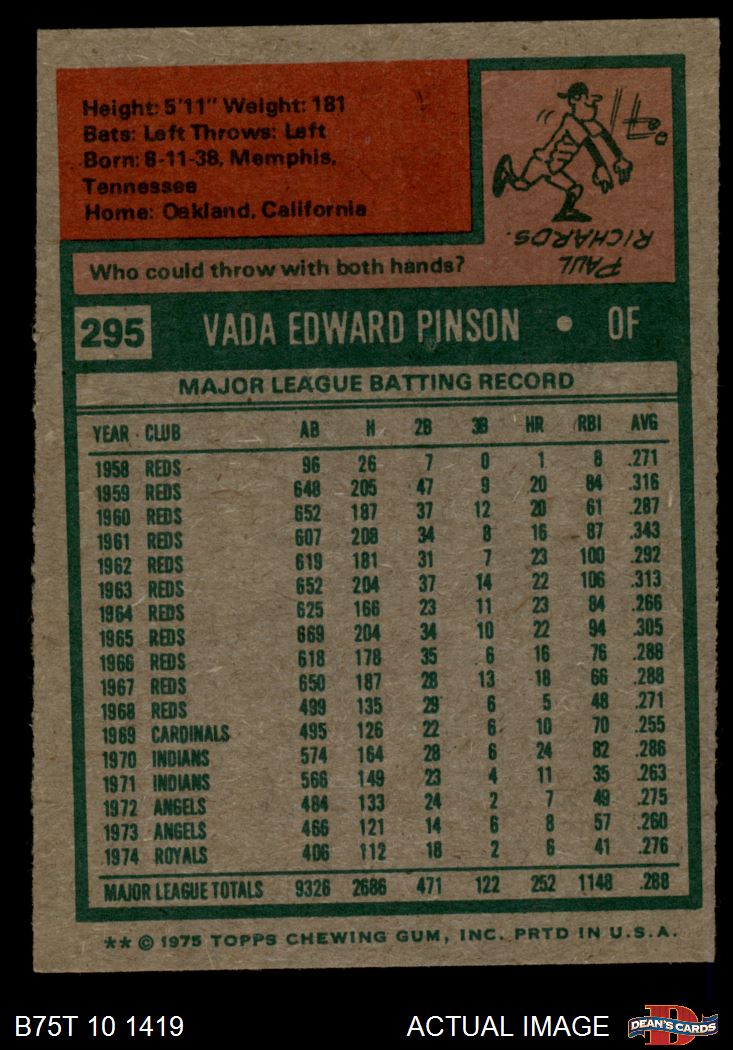 Height: 5'11" Weight: 181
Bats: Left Throws: Left
Born: 8-11-38, Memphis,
Tennessee
Home: Oakland, California
PAUL
RICHARDS.
Who could throw with both hands?
295 VADA EDWARD PINSON • OF
MAJOR LEAGUE BATTING RECORD
YEAR CLUB AB H 2B 3B HR RBI AVG
1958 REDS 96 26 7 0 1 8 .271
1959 REDS 648 205 47 9 20 84 .316
1960 REDS 652 187 37 12 20 61 .287
1961 REDS 607 208 34 8 16 87 .343
1962 REDS 619 181 31 7 23 100 .292
1963 REDS 652 204 37 14 22 106 .313
1964 REDS 625 166 23 11 23 84 .266
1965 REDS 669 204 34 10 22 94 .305
1966 REDS 618 178 35 6 16 76 .288
1967 REDS 650 187 28 13 18 66 .288
1968 REDS 499 135 29 6 5 48 .271
1969 CARDINALS 495 126 22 6 10 70 .255
1970 INDIANS 574 164 28 6 24 82 .286
1971 INDIANS 566 149 23 4 11 35 .263
1972 ANGELS 484 133 24 2 7 49 .275
1973 ANGELS 466 121 14 6 8 57 .260
1974 ROYALS 406 112 18 2 6 41 .276
MAJOR LEAGUE TOTALS 9326 2686 471 122 252 1148 .288
** © 1975 TOPPS CHEWING GUM, INC. PRTD IN U.S.A.
B75T 10 1419 ACTUAL IMAGE DEAN'S CARDS